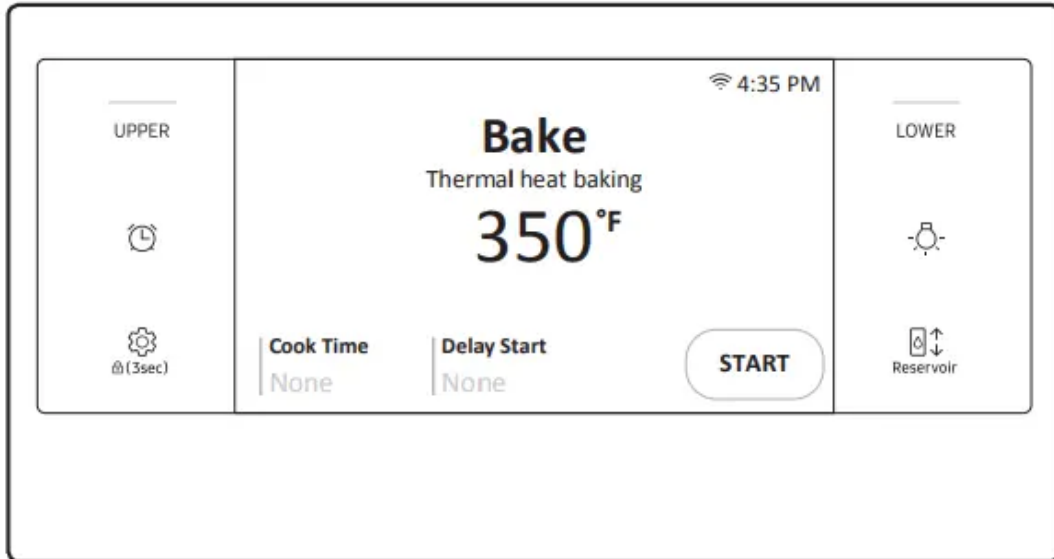 UPPER
(3sec)
4:35 PM
Bake
Thermal heat baking
350°F
Cook Time
None
Delay Start
None
START
LOWER
Reservoir